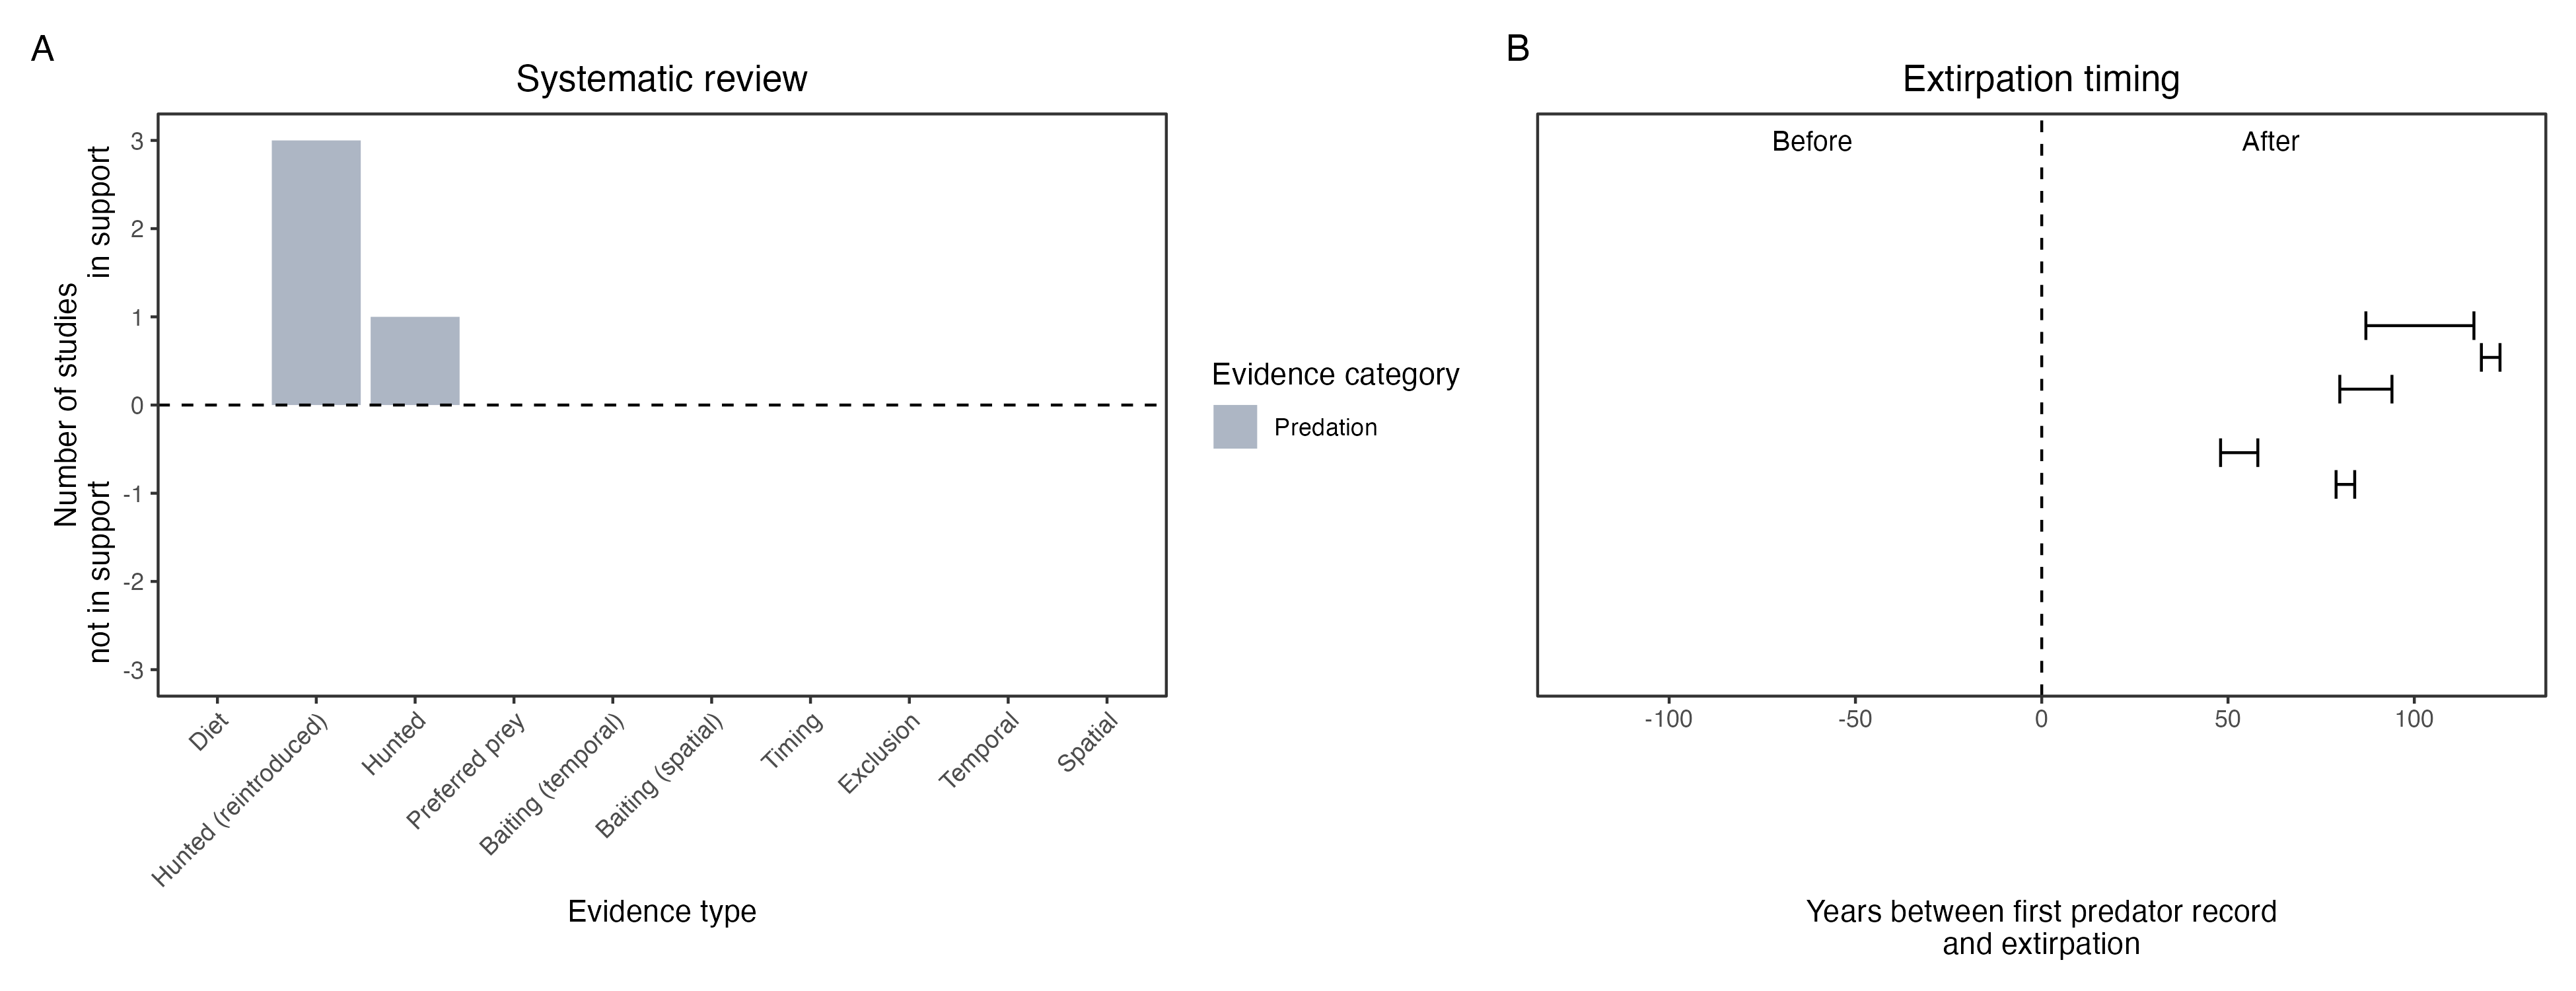 A
Systematic review
Number of studies
in support
not in support
3
2
1
0
-1
-2
-3
Diet
Hunted (reintroduced)
Hunted
Preferred prey
Baiting (temporal)
Baiting (spatial)
Timing
Exclusion
Temporal
Spatial
Evidence type
Evidence category
Predation
B
Extirpation timing
Before
After
-100
-50
0
50
100
Years between first predator record
and extirpation